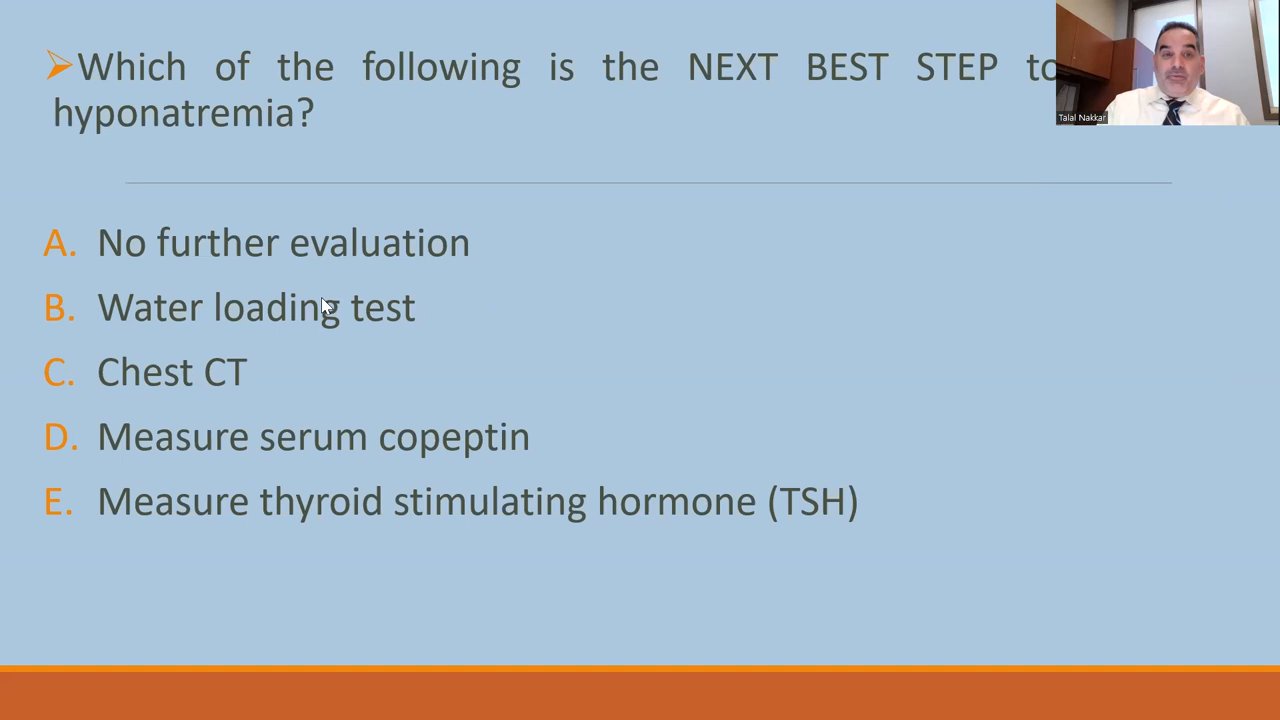 ➢Which of the following is the NEXT BEST STEP to
hyponatremia?
A. No further evaluation
B. Water loading test
C. Chest CT
D. Measure serum copeptin
E. Measure thyroid stimulating hormone (TSH)
Talal Nakkar